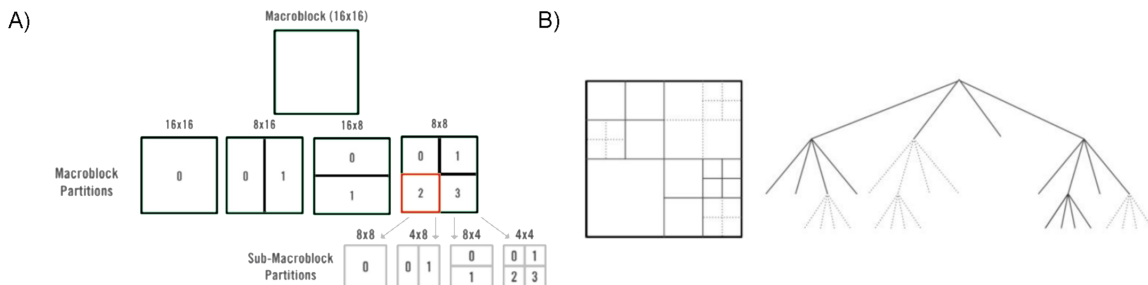 A)
Macroblock (16x16)
16x16 8x16 16x8 8x8
Macroblock
Partitions
0
0 1
0
1
0 1
2 3
8x8 4x8 8x4 4x4
Sub-Macroblock
Partitions
0
0 1
0
1
0 1
2 3
B)